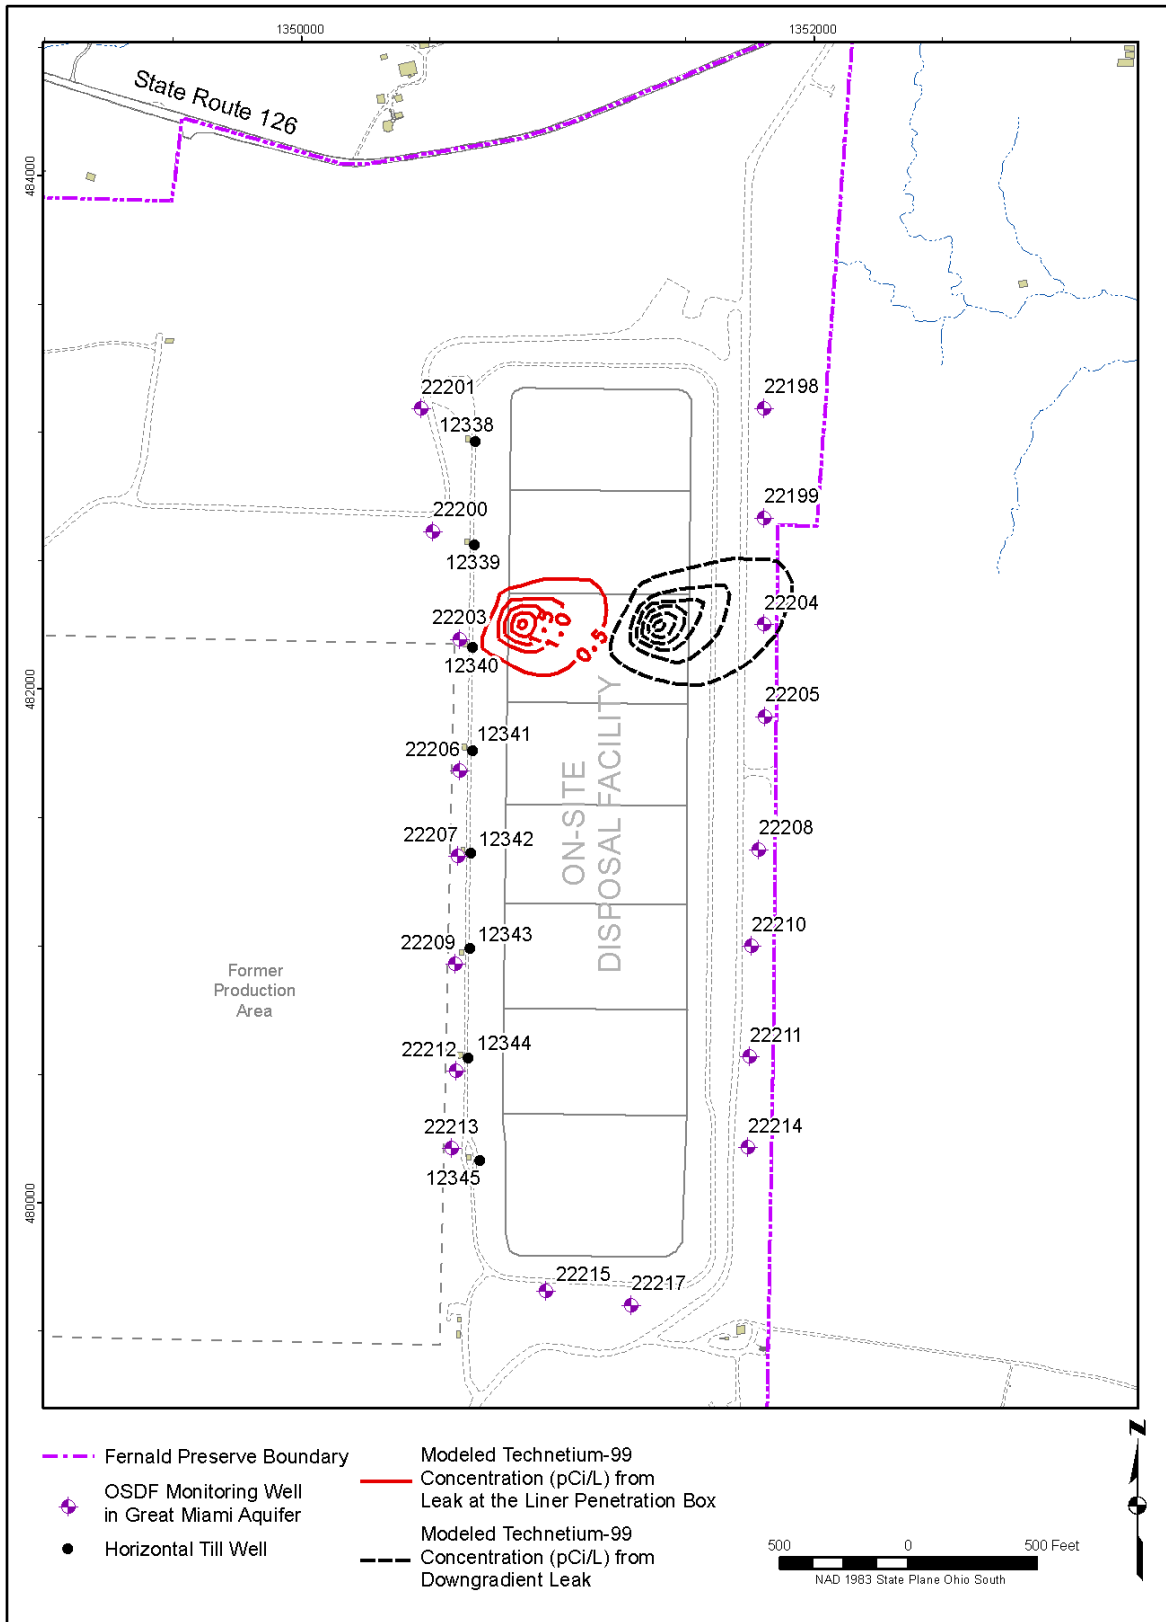 1350000
1352000
State Route 126
484000
22201
22198
12338
22199
22200
12339
22204
22203
1.5
1.0
0.5
12340
482000
22205
12341
22206
ON-SITE
DISPOSAL FACILITY
22208
22207
12342
22210
22209
12343
Former
Production
Area
22211
22212
12344
22213
22214
12345
480000
22215
22217
Fernald Preserve Boundary
OSDF Monitoring Well
in Great Miami Aquifer
Horizontal Till Well
Modeled Technetium-99
Concentration (pCi/L) from
Leak at the Liner Penetration Box
Modeled Technetium-99
Concentration (pCi/L) from
Downgradient Leak
500 0 500 Feet
NAD 1983 State Plane Ohio South
N